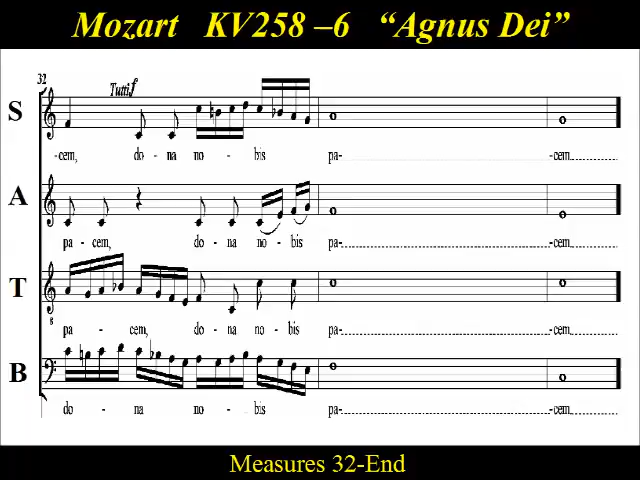 Mozart KV258 –6 “Agnus Dei”
32
Tutti f
S
-cem, do - na no - bis pa- -cem
A
pa - cem, do - na no - bis pa- -cem
T
8
pa - cem, do - na no - bis pa- -cem
B
do - na no - bis pa- -cem
Measures 32-End